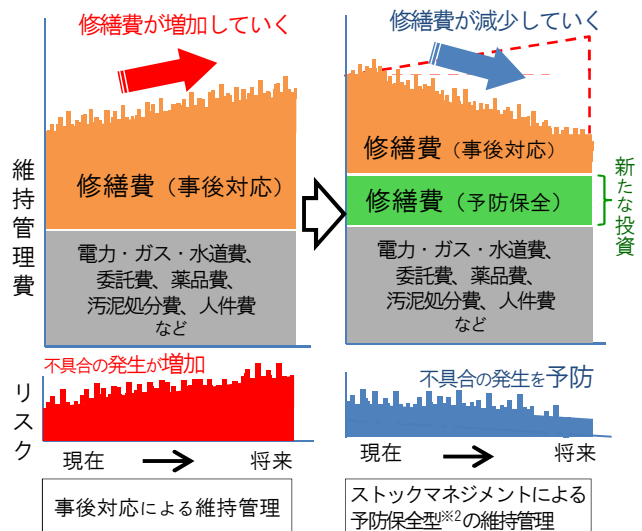 修繕費が増加していく
修繕費が減少していく
維持管理費
修繕費（事後対応）
電力・ガス・水道費、
委託費、薬品費、
汚泥処分費、人件費
など
修繕費（事後対応）
修繕費（予防保全）
新たな投資
電力・ガス・水道費、
委託費、薬品費、
汚泥処分費、人件費
など
リスク
不具合の発生が増加
不具合の発生を予防
現在
将来
現在
将来
事後対応による維持管理
ストックマネジメントによる
予防保全型※2の維持管理